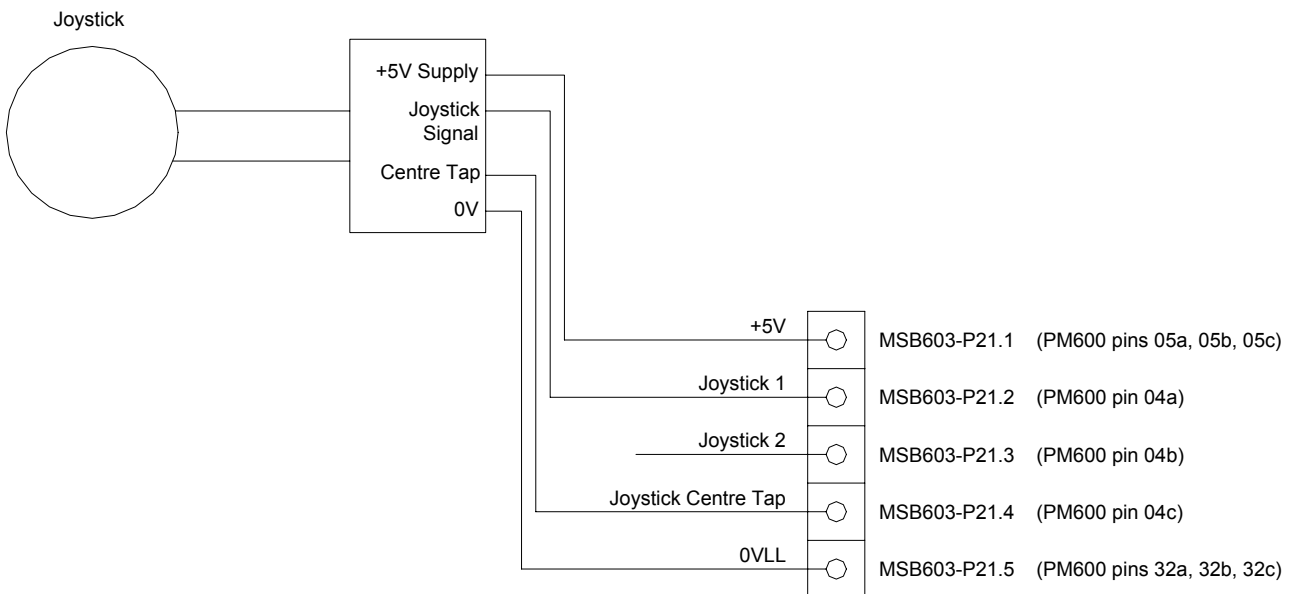 Joystick
+5V Supply
Joystick
Signal
Centre Tap
0V
+5V
MSB603-P21.1 (PM600 pins 05a, 05b, 05c)
Joystick 1
MSB603-P21.2 (PM600 pin 04a)
Joystick 2
MSB603-P21.3 (PM600 pin 04b)
Joystick Centre Tap
MSB603-P21.4 (PM600 pin 04c)
0VLL
MSB603-P21.5 (PM600 pins 32a, 32b, 32c)